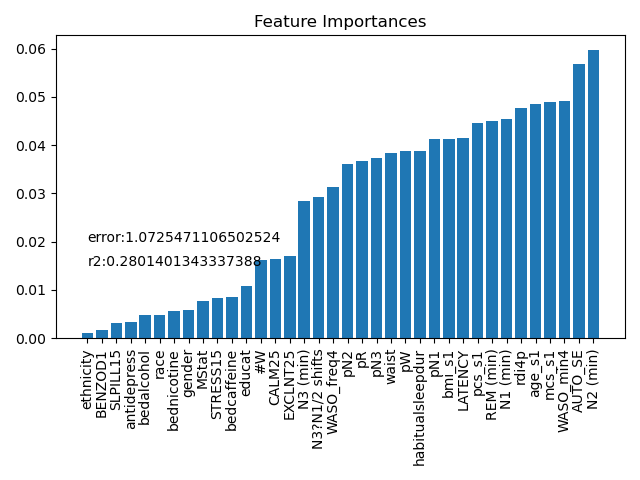 Feature Importances
0.06
0.05
0.04
0.03
0.02
0.01
0.00
error:1.0725471106502524
r2:0.2801401343337388
ethnicity
BENZOD1
SLPILL15
antidepress
bedalcohol
race
bednicotine
gender
MStat
STRESS15
bedcaffeine
educat
#W
CALM25
EXCLNT25
N3 (min)
N3?N1/2 shifts
WASO_freq4
pN2
pR
pN3
waist
pW
habitualsleepdur
pN1
bmi_s1
LATENCY
pcs_s1
REM (min)
N1 (min)
rdi4p
age_s1
mcs_s1
WASO_min4
AUTO_SE
N2 (min)